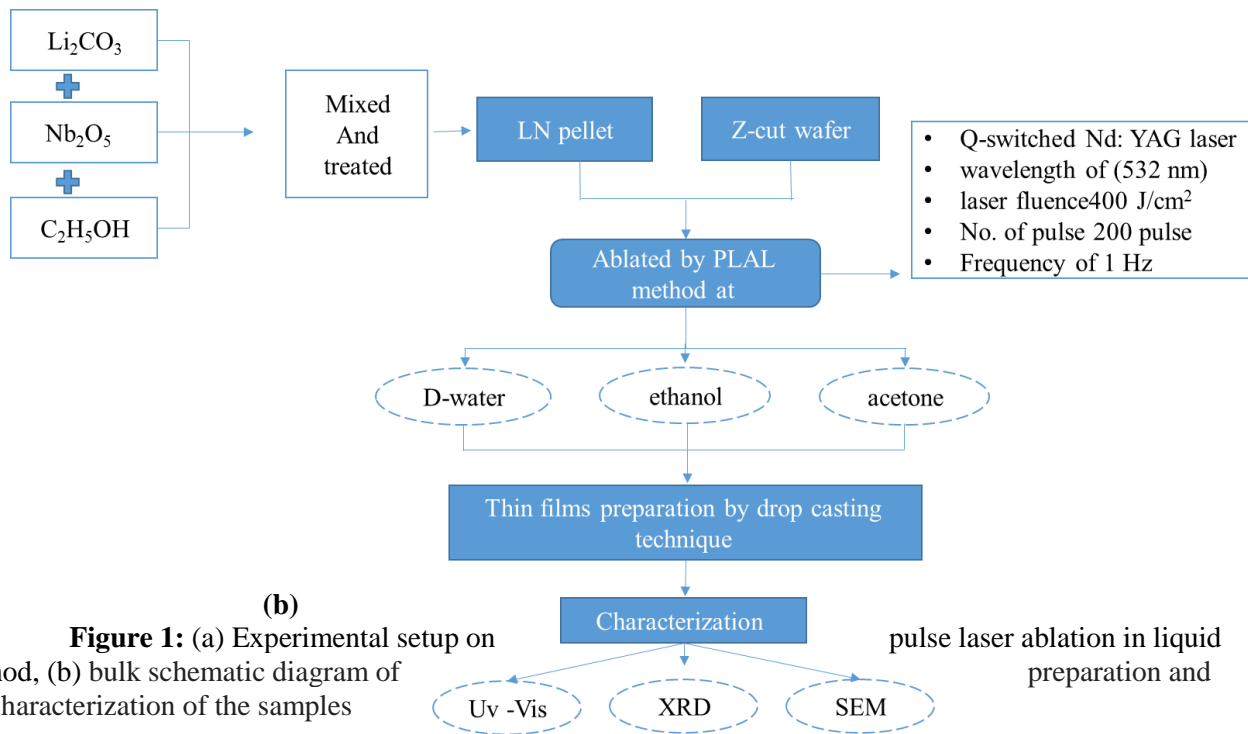 Li₂CO₃
Nb₂O₅
C₂H₅OH
Mixed
And
treated
LN pellet
Z-cut wafer
• Q-switched Nd: YAG laser
• wavelength of (532 nm)
• laser fluence400 J/cm²
• No. of pulse 200 pulse
• Frequency of 1 Hz
Ablated by PLAL
method at
D-water
ethanol
acetone
Thin films preparation by drop casting
technique
Characterization
Uv -Vis
XRD
SEM
(b)
Figure 1: (a) Experimental setup on pulse laser ablation in liquid
(b) bulk schematic diagram of preparation and
characterization of the samples